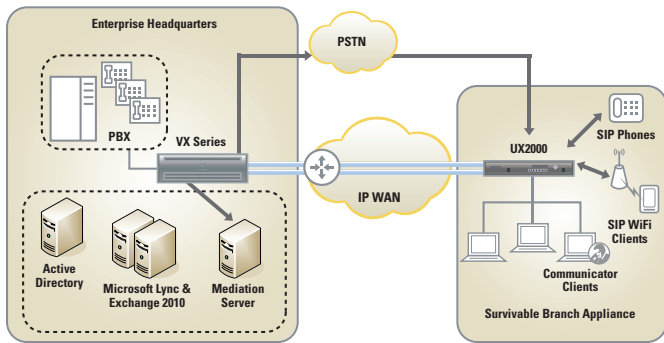 Enterprise Headquarters
PSTN
PBX
VX Series
UX2000
SIP Phones
IP WAN
SIP WiFi
Clients
Active
Directory
Microsoft Lync &
Exchange 2010
Mediation
Server
Communicator
Clients
Survivable Branch Appliance